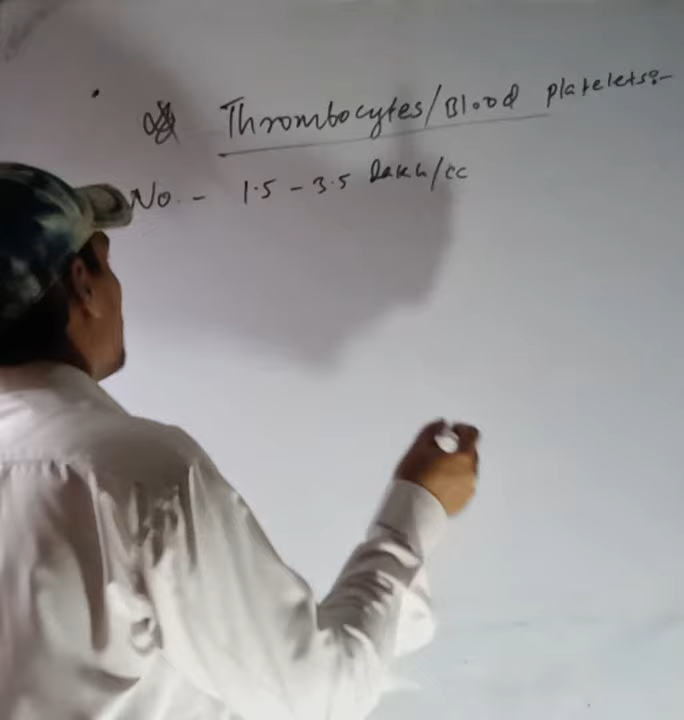 Thrombocytes/Blood platelets:-
No. - 1.5 - 3.5 Lakh/cc